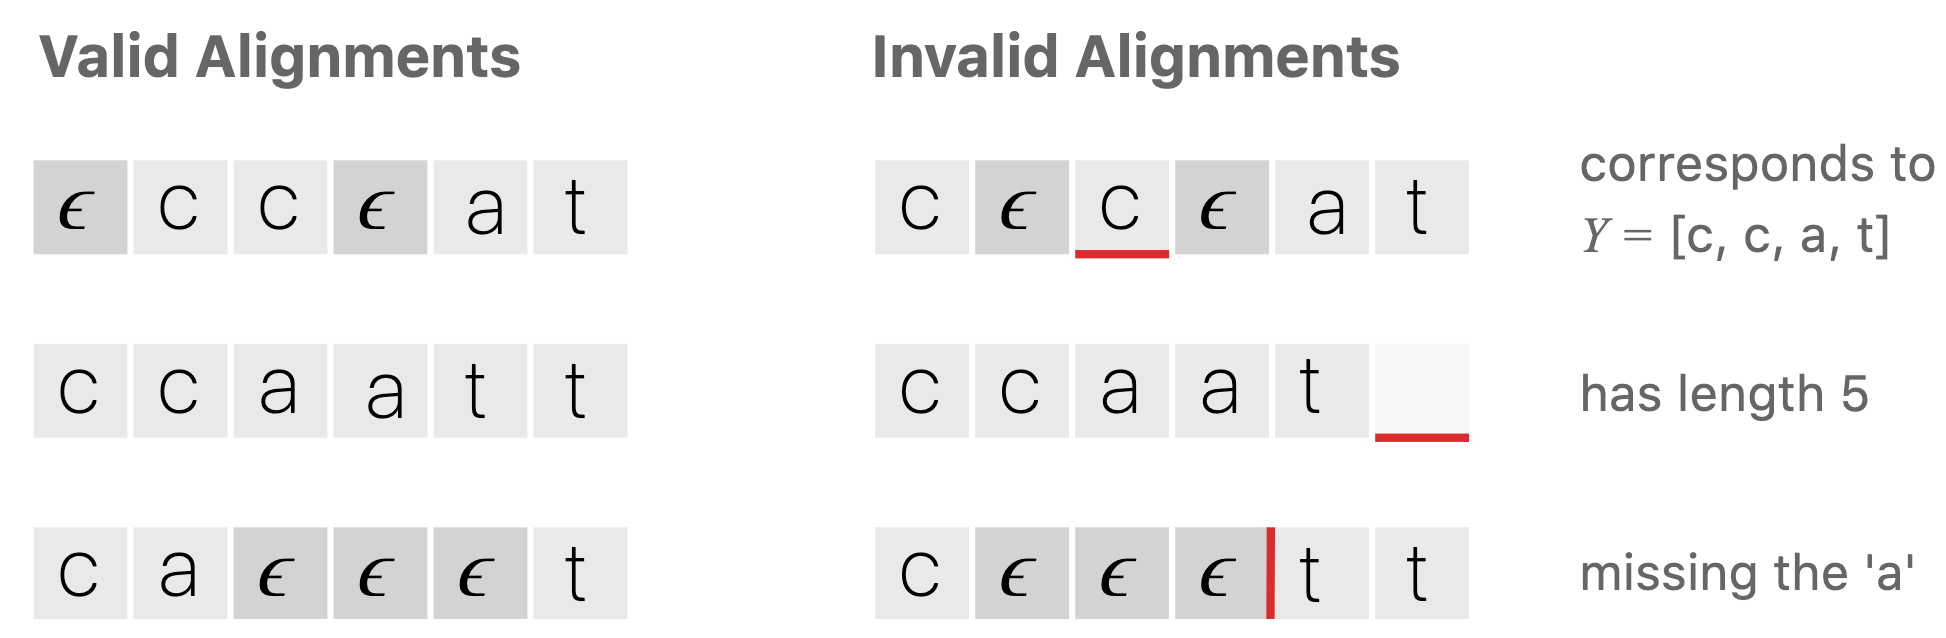 Valid Alignments Invalid Alignments
ϵ c c ϵ a t c ϵ c ϵ a t corresponds to
Y = [c, c, a, t]
c c a a t t c c a a t has length 5
c a ϵ ϵ ϵ t c ϵ ϵ ϵ t t missing the 'a'